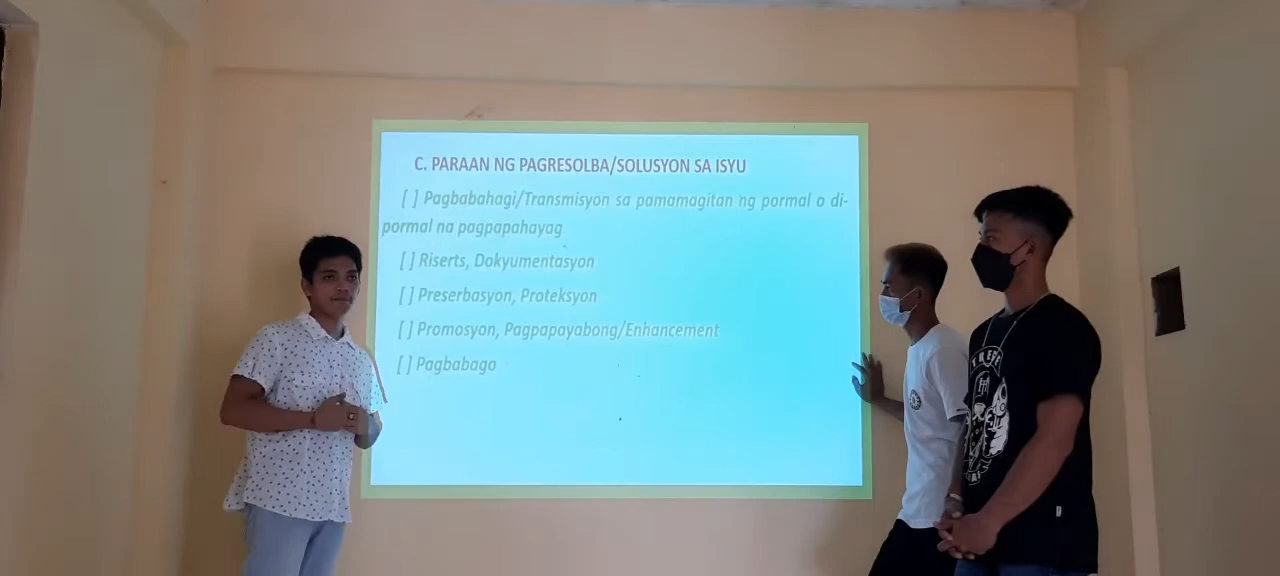 C. PARAAN NG PAGRESOLBA/SOLUSYON SA ISYU
[ ] Pagbabahagi/Transmisyon sa pamamagitan ng pormal o di-
pormal na pagpapahayag
[ ] Riserts, Dokyumentasyon
[ ] Preserbasyon, Proteksyon
[ ] Promosyon, Pagpapayabong/Enhancement
[ ] Pagbabago